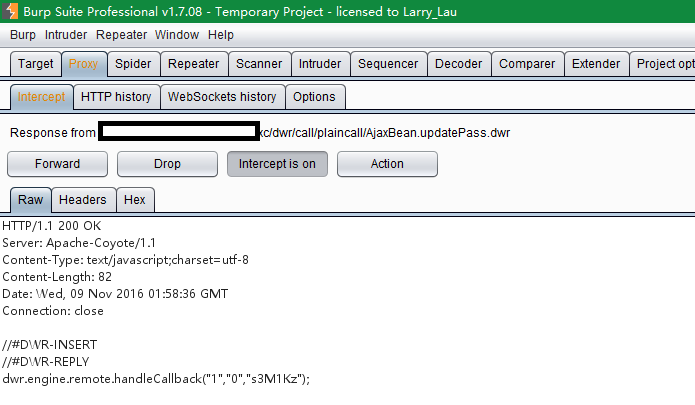 Burp Suite Professional v1.7.08 - Temporary Project - licensed to Larry_Lau
Burp Intruder Repeater Window Help
Target Proxy Spider Repeater Scanner Intruder Sequencer Decoder Comparer Extender Project opt
Intercept HTTP history WebSockets history Options
Response from xc/dwr/call/plaincall/AjaxBean.updatePass.dwr
Forward Drop Intercept is on Action
Raw Headers Hex
HTTP/1.1 200 OK
Server: Apache-Coyote/1.1
Content-Type: text/javascript;charset=utf-8
Content-Length: 82
Date: Wed, 09 Nov 2016 01:58:36 GMT
Connection: close
//#DWR-INSERT
//#DWR-REPLY
dwr.engine.remote.handleCallback("1","0","s3M1Kz");